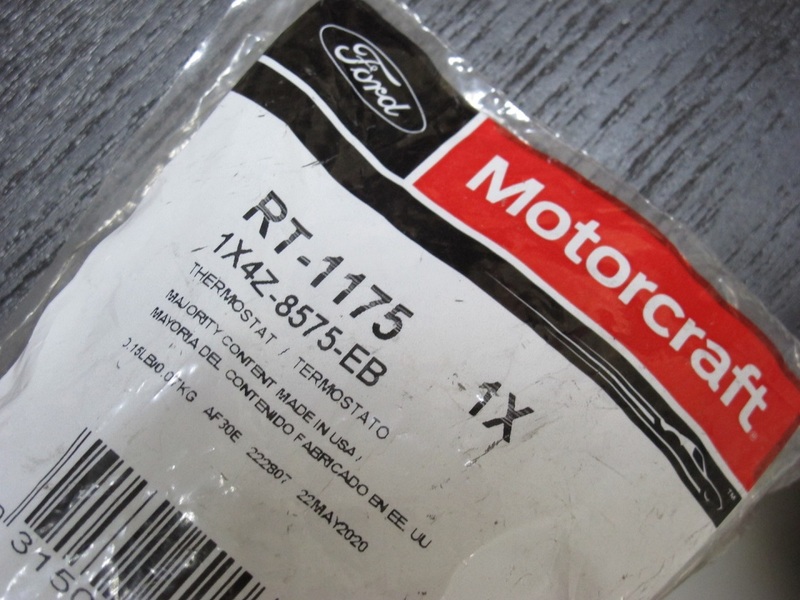 Ford
Motorcraft
RT-1175
1X
1X4Z-8575-EB
THERMOSTAT / TERMOSTATO
MAJORITY CONTENT MADE IN USA /
MAYORIA DEL CONTENIDO FABRICADO EN EE. UU
0.15LB/0.07KG AF30E 222807 22MAY2020
3150